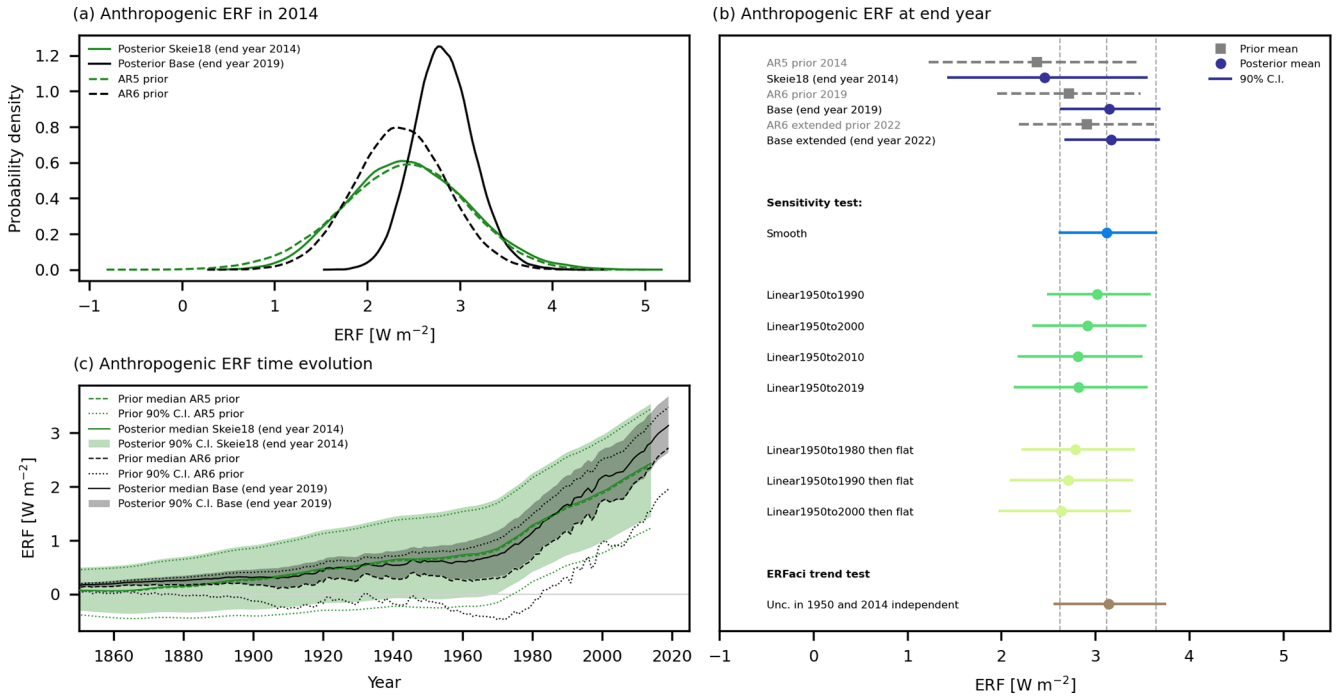 (a) Anthropogenic ERF in 2014
Posterior Skeie18 (end year 2014)
Posterior Base (end year 2019)
AR5 prior
AR6 prior
Probability density
1.2
1.0
0.8
0.6
0.4
0.2
0.0
−1
0
1
2
3
4
5
ERF [W m⁻²]
(c) Anthropogenic ERF time evolution
Prior median AR5 prior
Prior 90% C.I. AR5 prior
Posterior median Skeie18 (end year 2014)
Posterior 90% C.I. Skeie18 (end year 2014)
Prior median AR6 prior
Prior 90% C.I. AR6 prior
Posterior median Base (end year 2019)
Posterior 90% C.I. Base (end year 2019)
ERF [W m⁻²]
3
2
1
0
1860
1880
1900
1920
1940
1960
1980
2000
2020
Year
(b) Anthropogenic ERF at end year
Prior mean
Posterior mean
90% C.I.
AR5 prior 2014
Skeie18 (end year 2014)
AR6 prior 2019
Base (end year 2019)
AR6 extended prior 2022
Base extended (end year 2022)
Sensitivity test:
Smooth
Linear1950to1990
Linear1950to2000
Linear1950to2010
Linear1950to2019
Linear1950to1980 then flat
Linear1950to1990 then flat
Linear1950to2000 then flat
ERFaci trend test
Unc. in 1950 and 2014 independent
−1
0
1
2
3
4
5
ERF [W m⁻²]